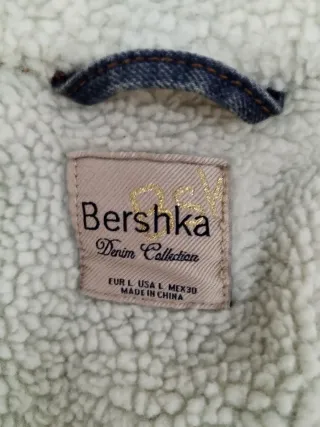 Bershka
Denim Collection
EUR L USA L MEX30
MADE IN CHINA